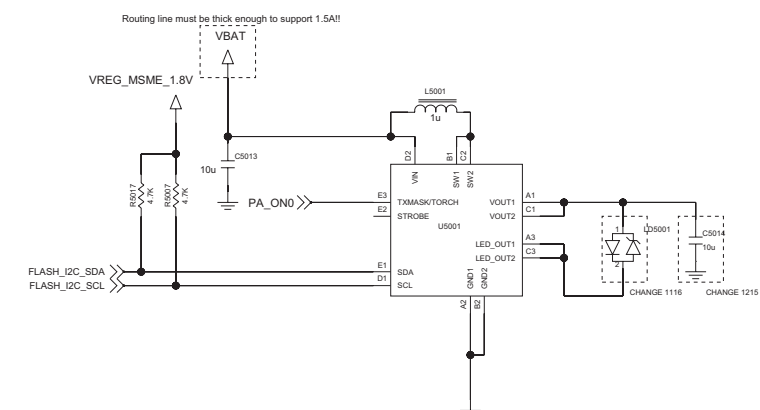 Routing line must be thick enough to support 1.5A!!
VBAT
VREG_MSME_1.8V
L5001
1u
C5013
10u
D2
B1
C2
VIN
SW1
SW2
R5017
4.7K
R5007
4.7K
PA_ON0
E3
TXMASK/TORCH
E2
STROBE
U5001
VOUT1
A1
VOUT2
C1
LED_OUT1
A3
LED_OUT2
C3
1
LD5001
2
C5014
10u
FLASH_I2C_SDA
E1
SDA
FLASH_I2C_SCL
D1
SCL
GND1
GND2
A2
B2
CHANGE 1116
CHANGE 1215